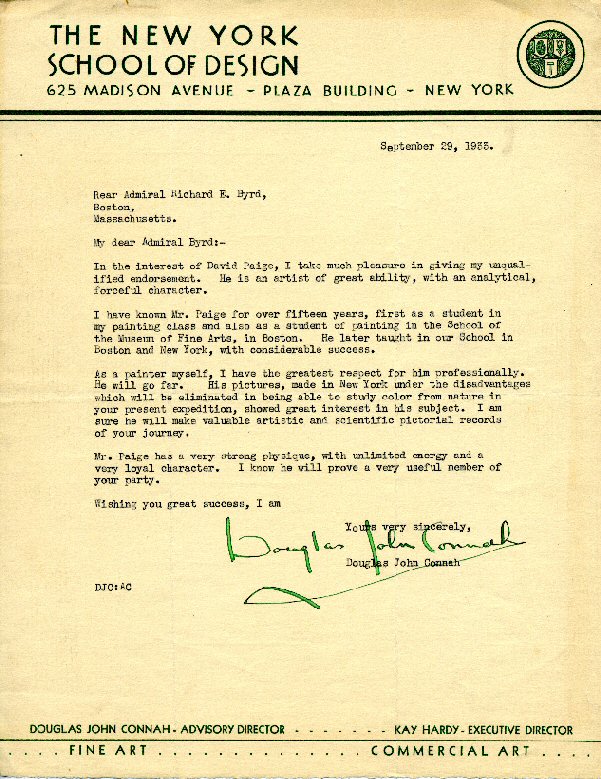 THE NEW YORK
SCHOOL OF DESIGN
625 MADISON AVENUE - PLAZA BUILDING - NEW YORK
September 29, 1933.
Rear Admiral Richard E. Byrd,
Boston,
Massachusetts.
My dear Admiral Byrd:-
In the interest of David Paige, I take much pleasure in giving my unqual-
ified endorsement. He is an artist of great ability, with an analytical,
forceful character.
I have known Mr. Paige for over fifteen years, first as a student in
my painting class and also as a student of painting in the School of
the Museum of Fine Arts, in Boston. He later taught in our School in
Boston and New York, with considerable success.
As a painter myself, I have the greatest respect for him professionally.
He will go far. His pictures, made in New York under the disadvantages
which will be eliminated in being able to study color from nature in
your present expedition, showed great interest in his subject. I am
sure he will make valuable artistic and scientific pictorial records
of your journey.
Mr. Paige has a very strong physique, with unlimited energy and a
very loyal character. I know he will prove a very useful member of
your party.
Wishing you great success, I am
Yours very sincerely,
Douglas John Connah
Douglas John Connah
DJC:AC
DOUGLAS JOHN CONNAH - ADVISORY DIRECTOR - - - - - - - KAY HARDY - EXECUTIVE DIRECTOR
. . . . FINE ART . . . . . . . . . . . . . . . COMMERCIAL ART . . . .